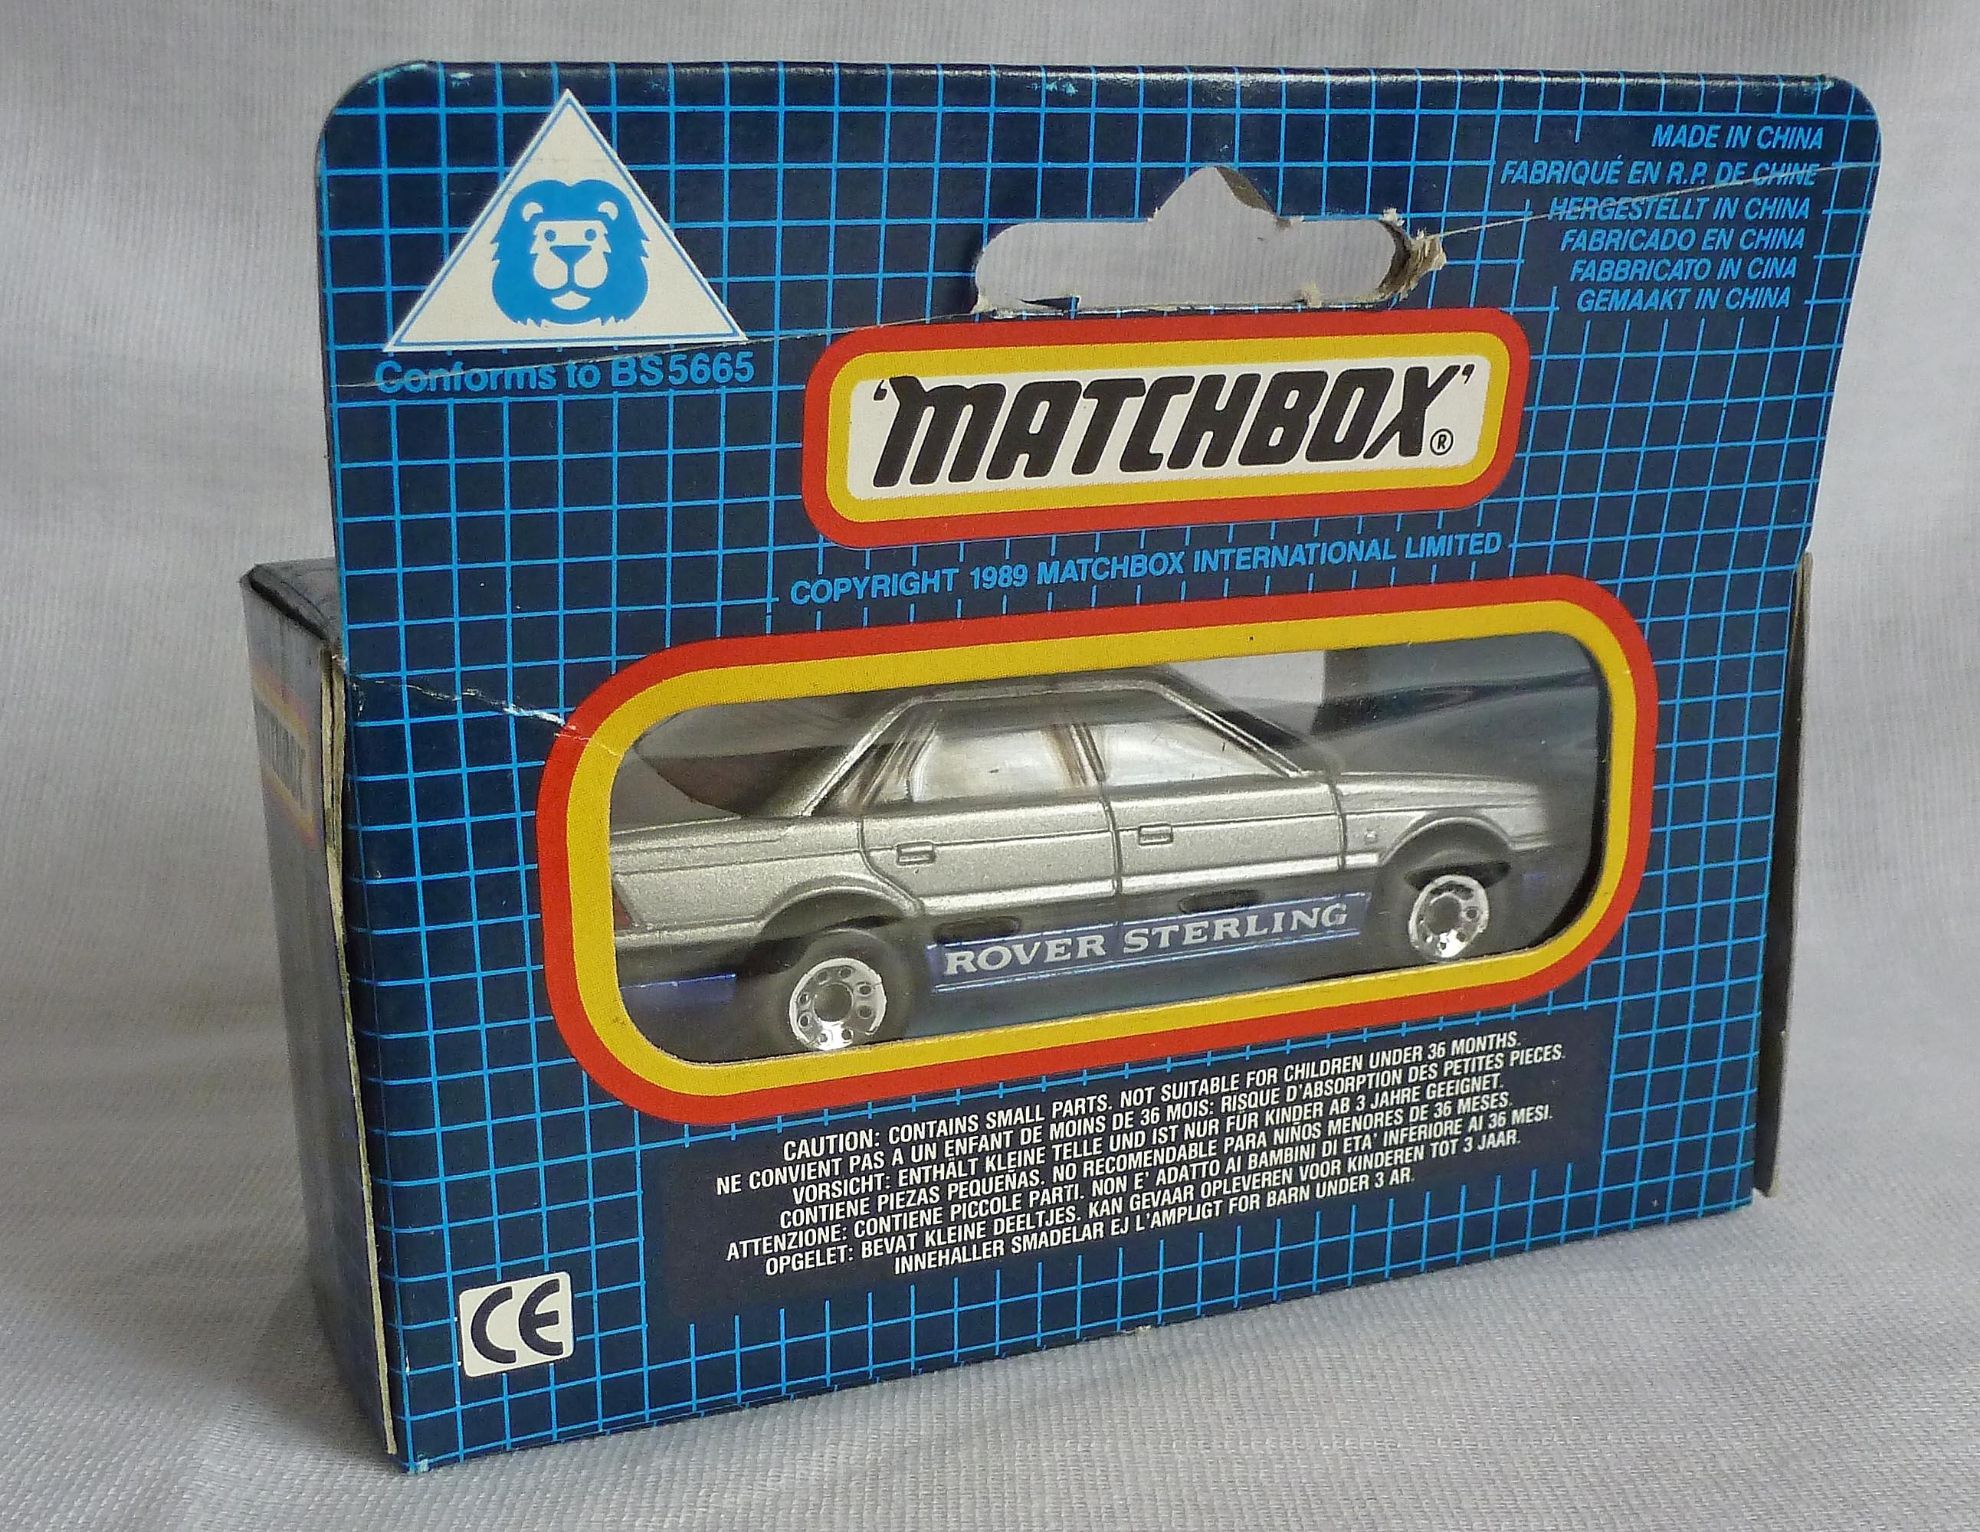 MADE IN CHINA
FABRIQUÉ EN R.P. DE CHINE
HERGESTELLT IN CHINA
FABRICADO EN CHINA
FABBRICATO IN CINA
GEMAAKT IN CHINA
Conforms to BS5665
'MATCHBOX'®
COPYRIGHT 1989 MATCHBOX INTERNATIONAL LIMITED
MATCHBOX
ROVER STERLING
CAUTION: CONTAINS SMALL PARTS. NOT SUITABLE FOR CHILDREN UNDER 36 MONTHS.
NE CONVIENT PAS A UN ENFANT DE MOINS DE 36 MOIS: RISQUE D'ABSORPTION DES PETITES PIECES.
VORSICHT: ENTHÄLT KLEINE TEILE UND IST NUR FÜR KINDER AB 3 JAHRE GEEIGNET.
CONTIENE PIEZAS PEQUENAS. NO RECOMENDABLE PARA NIÑOS MENORES DE 36 MESES.
ATTENZIONE: CONTIENE PICCOLE PARTI. NON E' ADATTO AI BAMBINI DI ETA' INFERIORE AI 36 MESI.
OPGELET: BEVAT KLEINE DEELTJES. KAN GEVAAR OPLEVEREN VOOR KINDEREN TOT 3 JAAR.
INNEHALLER SMADELAR EJ L'AMPLIGT FOR BARN UNDER 3 AR.
CE